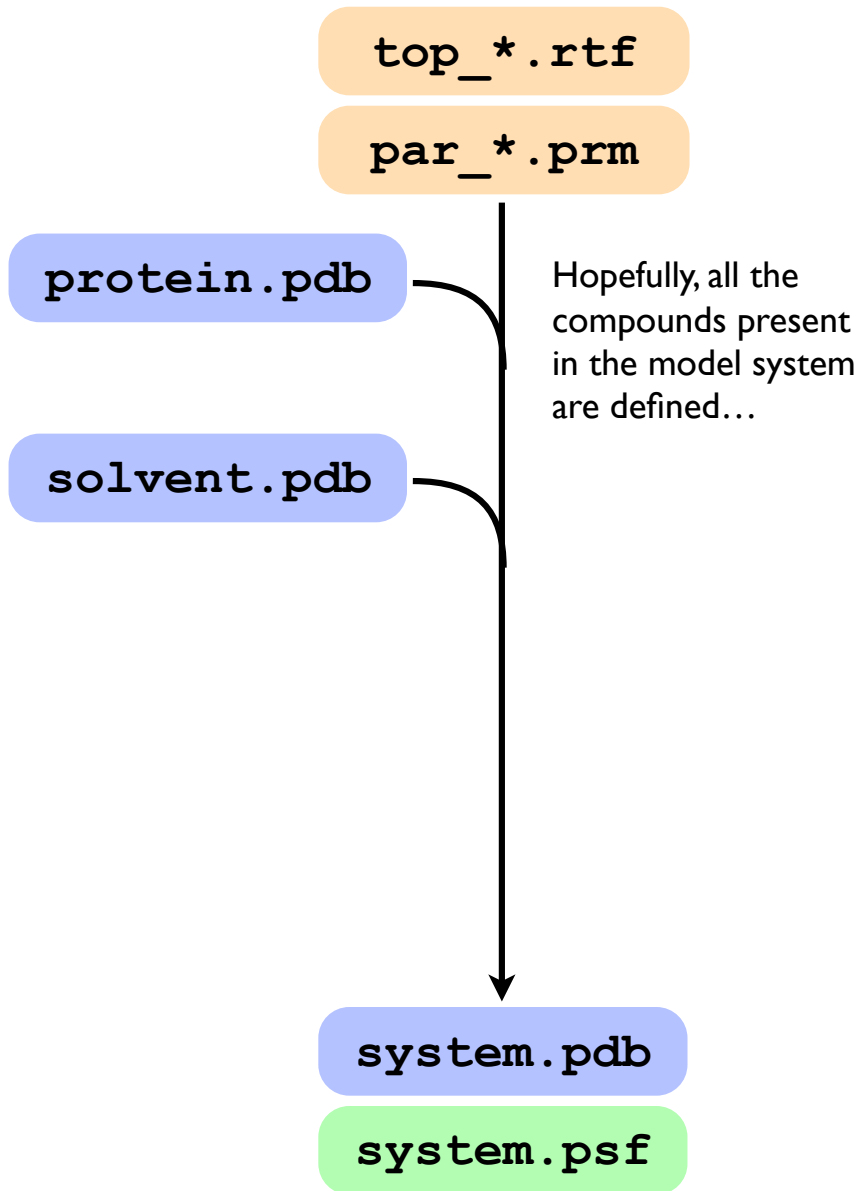 top_*.rtf
par_*.prm
protein.pdb
Hopefully, all the
compounds present
in the model system
are defined…
solvent.pdb
system.pdb
system.psf